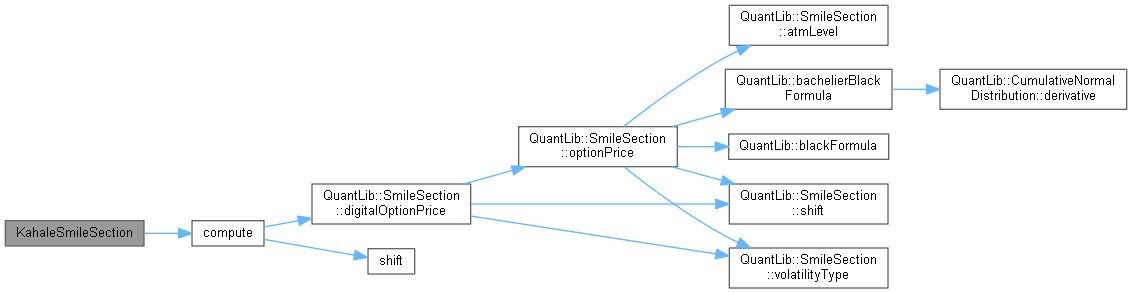 QuantLib::SmileSection
::atmLevel
QuantLib::bachelierBlack
Formula
QuantLib::CumulativeNormal
Distribution::derivative
QuantLib::SmileSection
::optionPrice
QuantLib::blackFormula
QuantLib::SmileSection
::digitalOptionPrice
QuantLib::SmileSection
::shift
KahaleSmileSection
compute
shift
QuantLib::SmileSection
::volatilityType